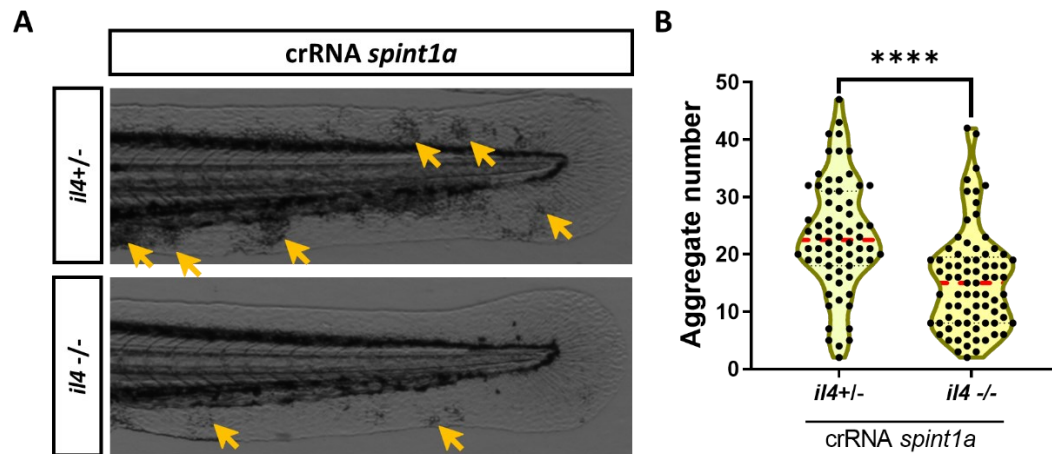 A
crRNA spint1a
il4+/-
il4 -/-
B
****
Aggregate number
50
40
30
20
10
0
il4+/-
il4 -/-
crRNA spint1a